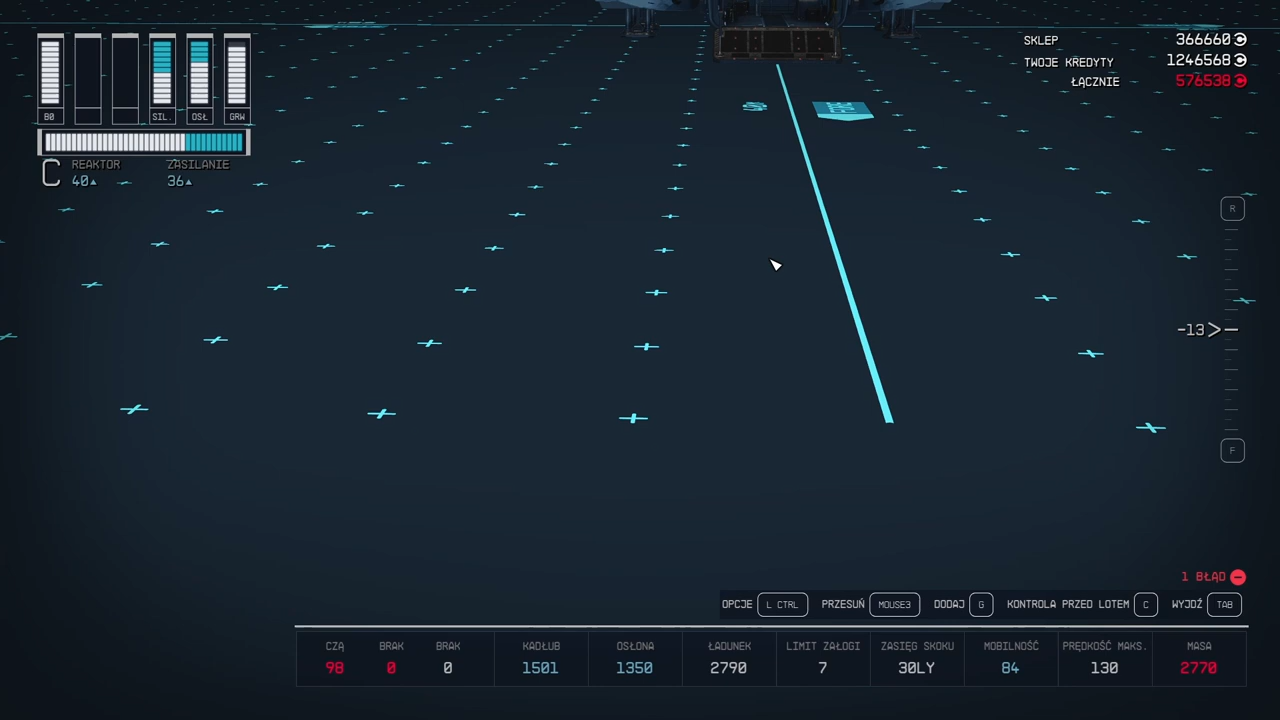 SKLEP 366660
TWOJE KREDYTY 1246568
ŁĄCZNIE 576538
B0 SIL. OSŁ GRW
REAKTOR ZASILANIE
C 40 36
R
-13
F
1 BŁĄD
OPCJE L CTRL PRZESUŃ MOUSE3 DODAJ G KONTROLA PRZED LOTEM C WYJDŹ TAB
CZĄ BRAK BRAK KADŁUB OSŁONA ŁADUNEK LIMIT ZAŁOGI ZASIĘG SKOKU MOBILNOŚĆ PRĘDKOŚĆ MAKS. MASA
98 0 0 1501 1350 2790 7 30LY 84 130 2770